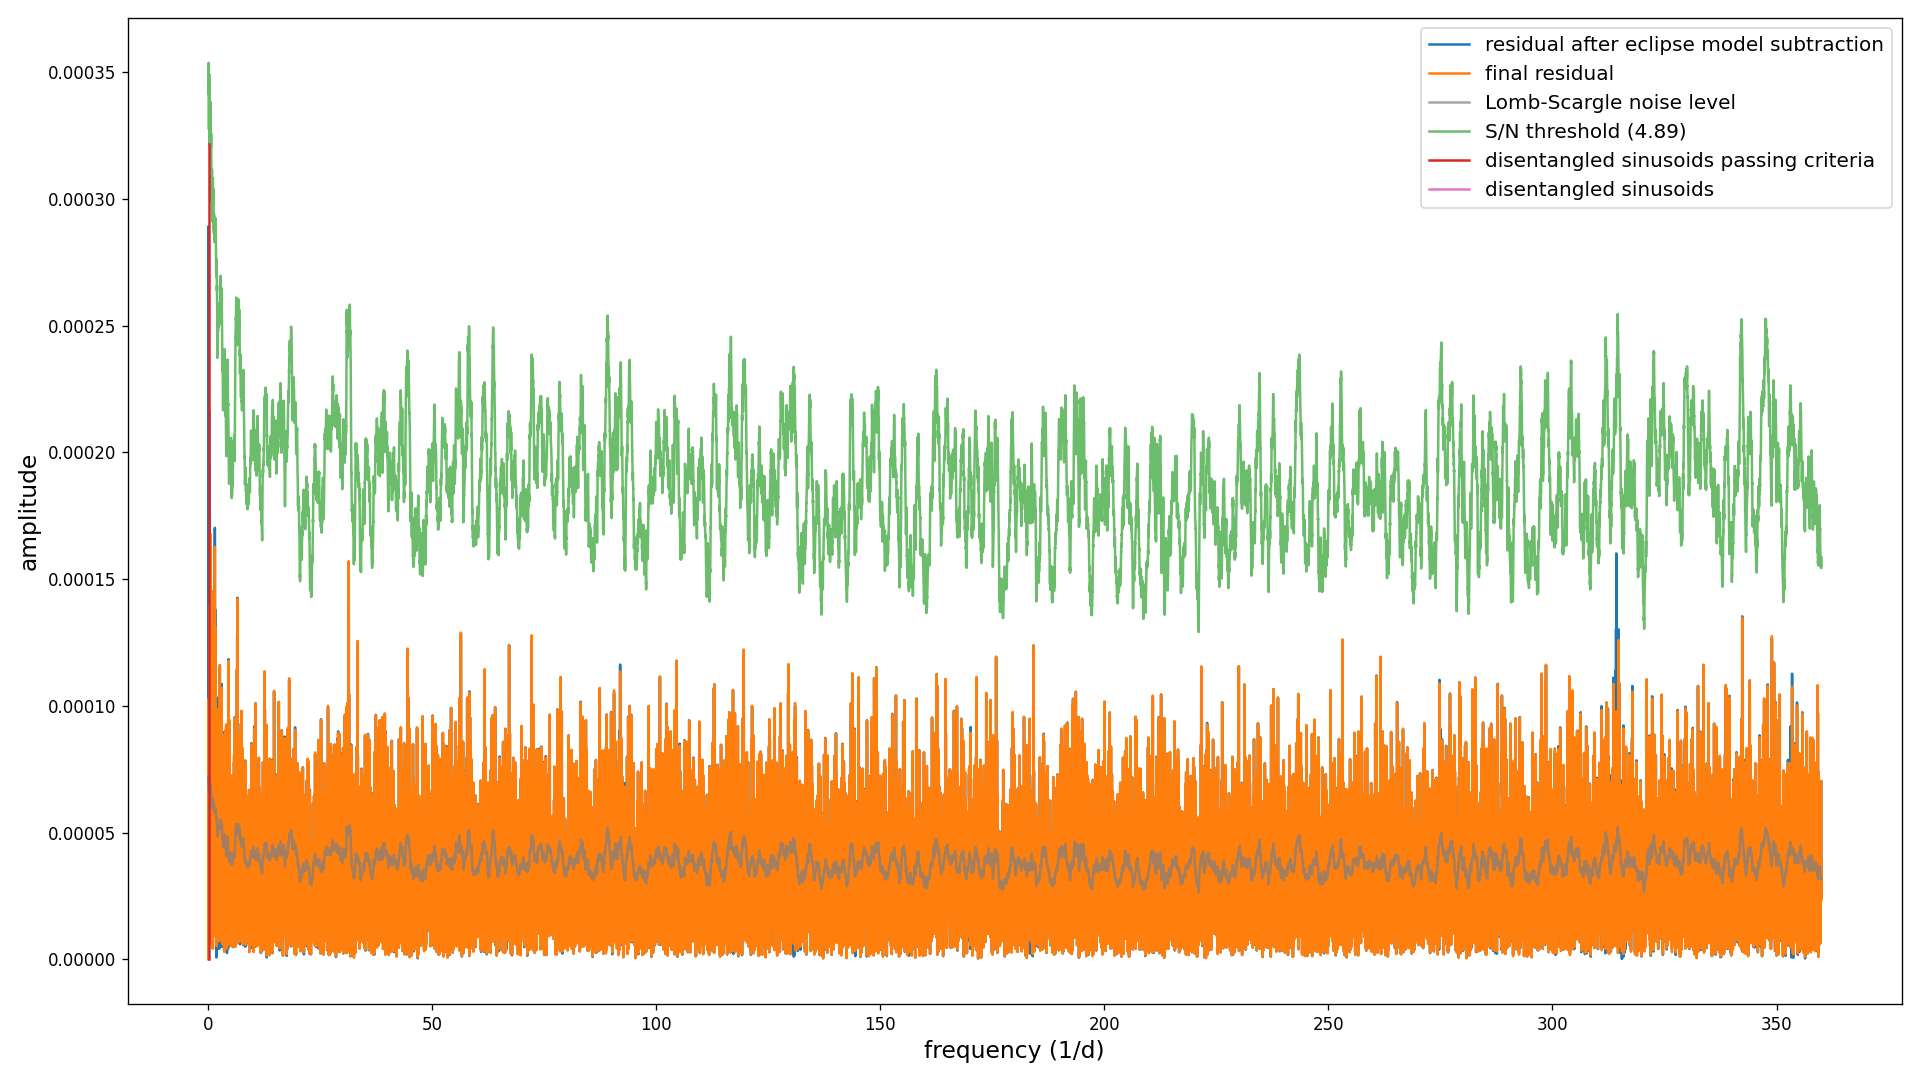 residual after eclipse model subtraction
final residual
Lomb-Scargle noise level
S/N threshold (4.89)
disentangled sinusoids passing criteria
disentangled sinusoids
amplitude
0.00035
0.00030
0.00025
0.00020
0.00015
0.00010
0.00005
0.00000
0 50 100 150 200 250 300 350
frequency (1/d)